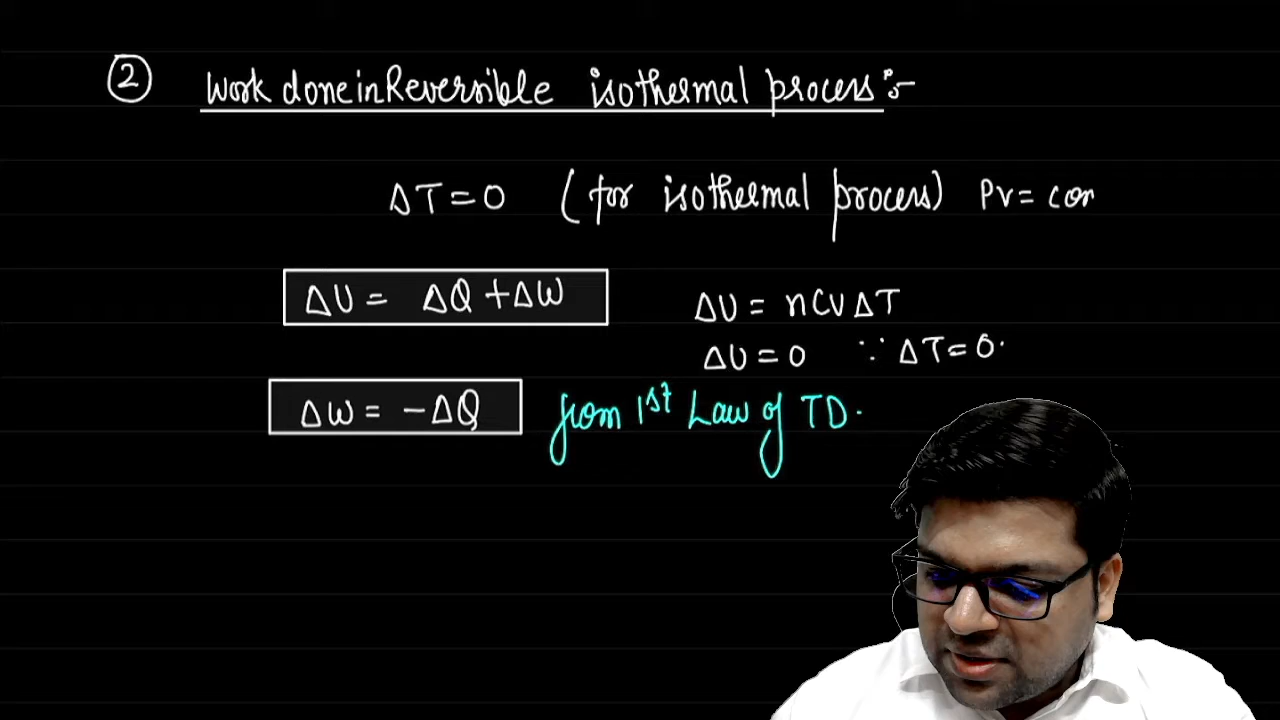 ② Work done in Reversible isothermal process :-
ΔT = 0 (for isothermal process) PV = con
ΔU = ΔQ + ΔW
ΔU = nCVΔT
ΔU = 0 ∵ ΔT = 0.
ΔW = -ΔQ from 1st Law of TD.